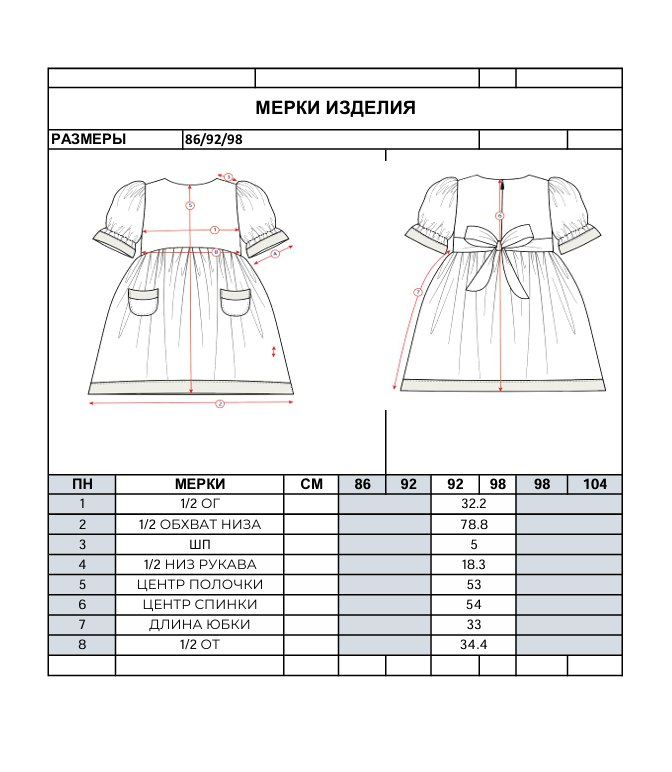 МЕРКИ ИЗДЕЛИЯ
РАЗМЕРЫ 86/92/98
3
5
1
8
4
2
6
7
ПН МЕРКИ СМ 86 92 92 98 98 104
1 1/2 ОГ 32.2
2 1/2 ОБХВАТ НИЗА 78.8
3 ШП 5
4 1/2 НИЗ РУКАВА 18.3
5 ЦЕНТР ПОЛОЧКИ 53
6 ЦЕНТР СПИНКИ 54
7 ДЛИНА ЮБКИ 33
8 1/2 ОТ 34.4